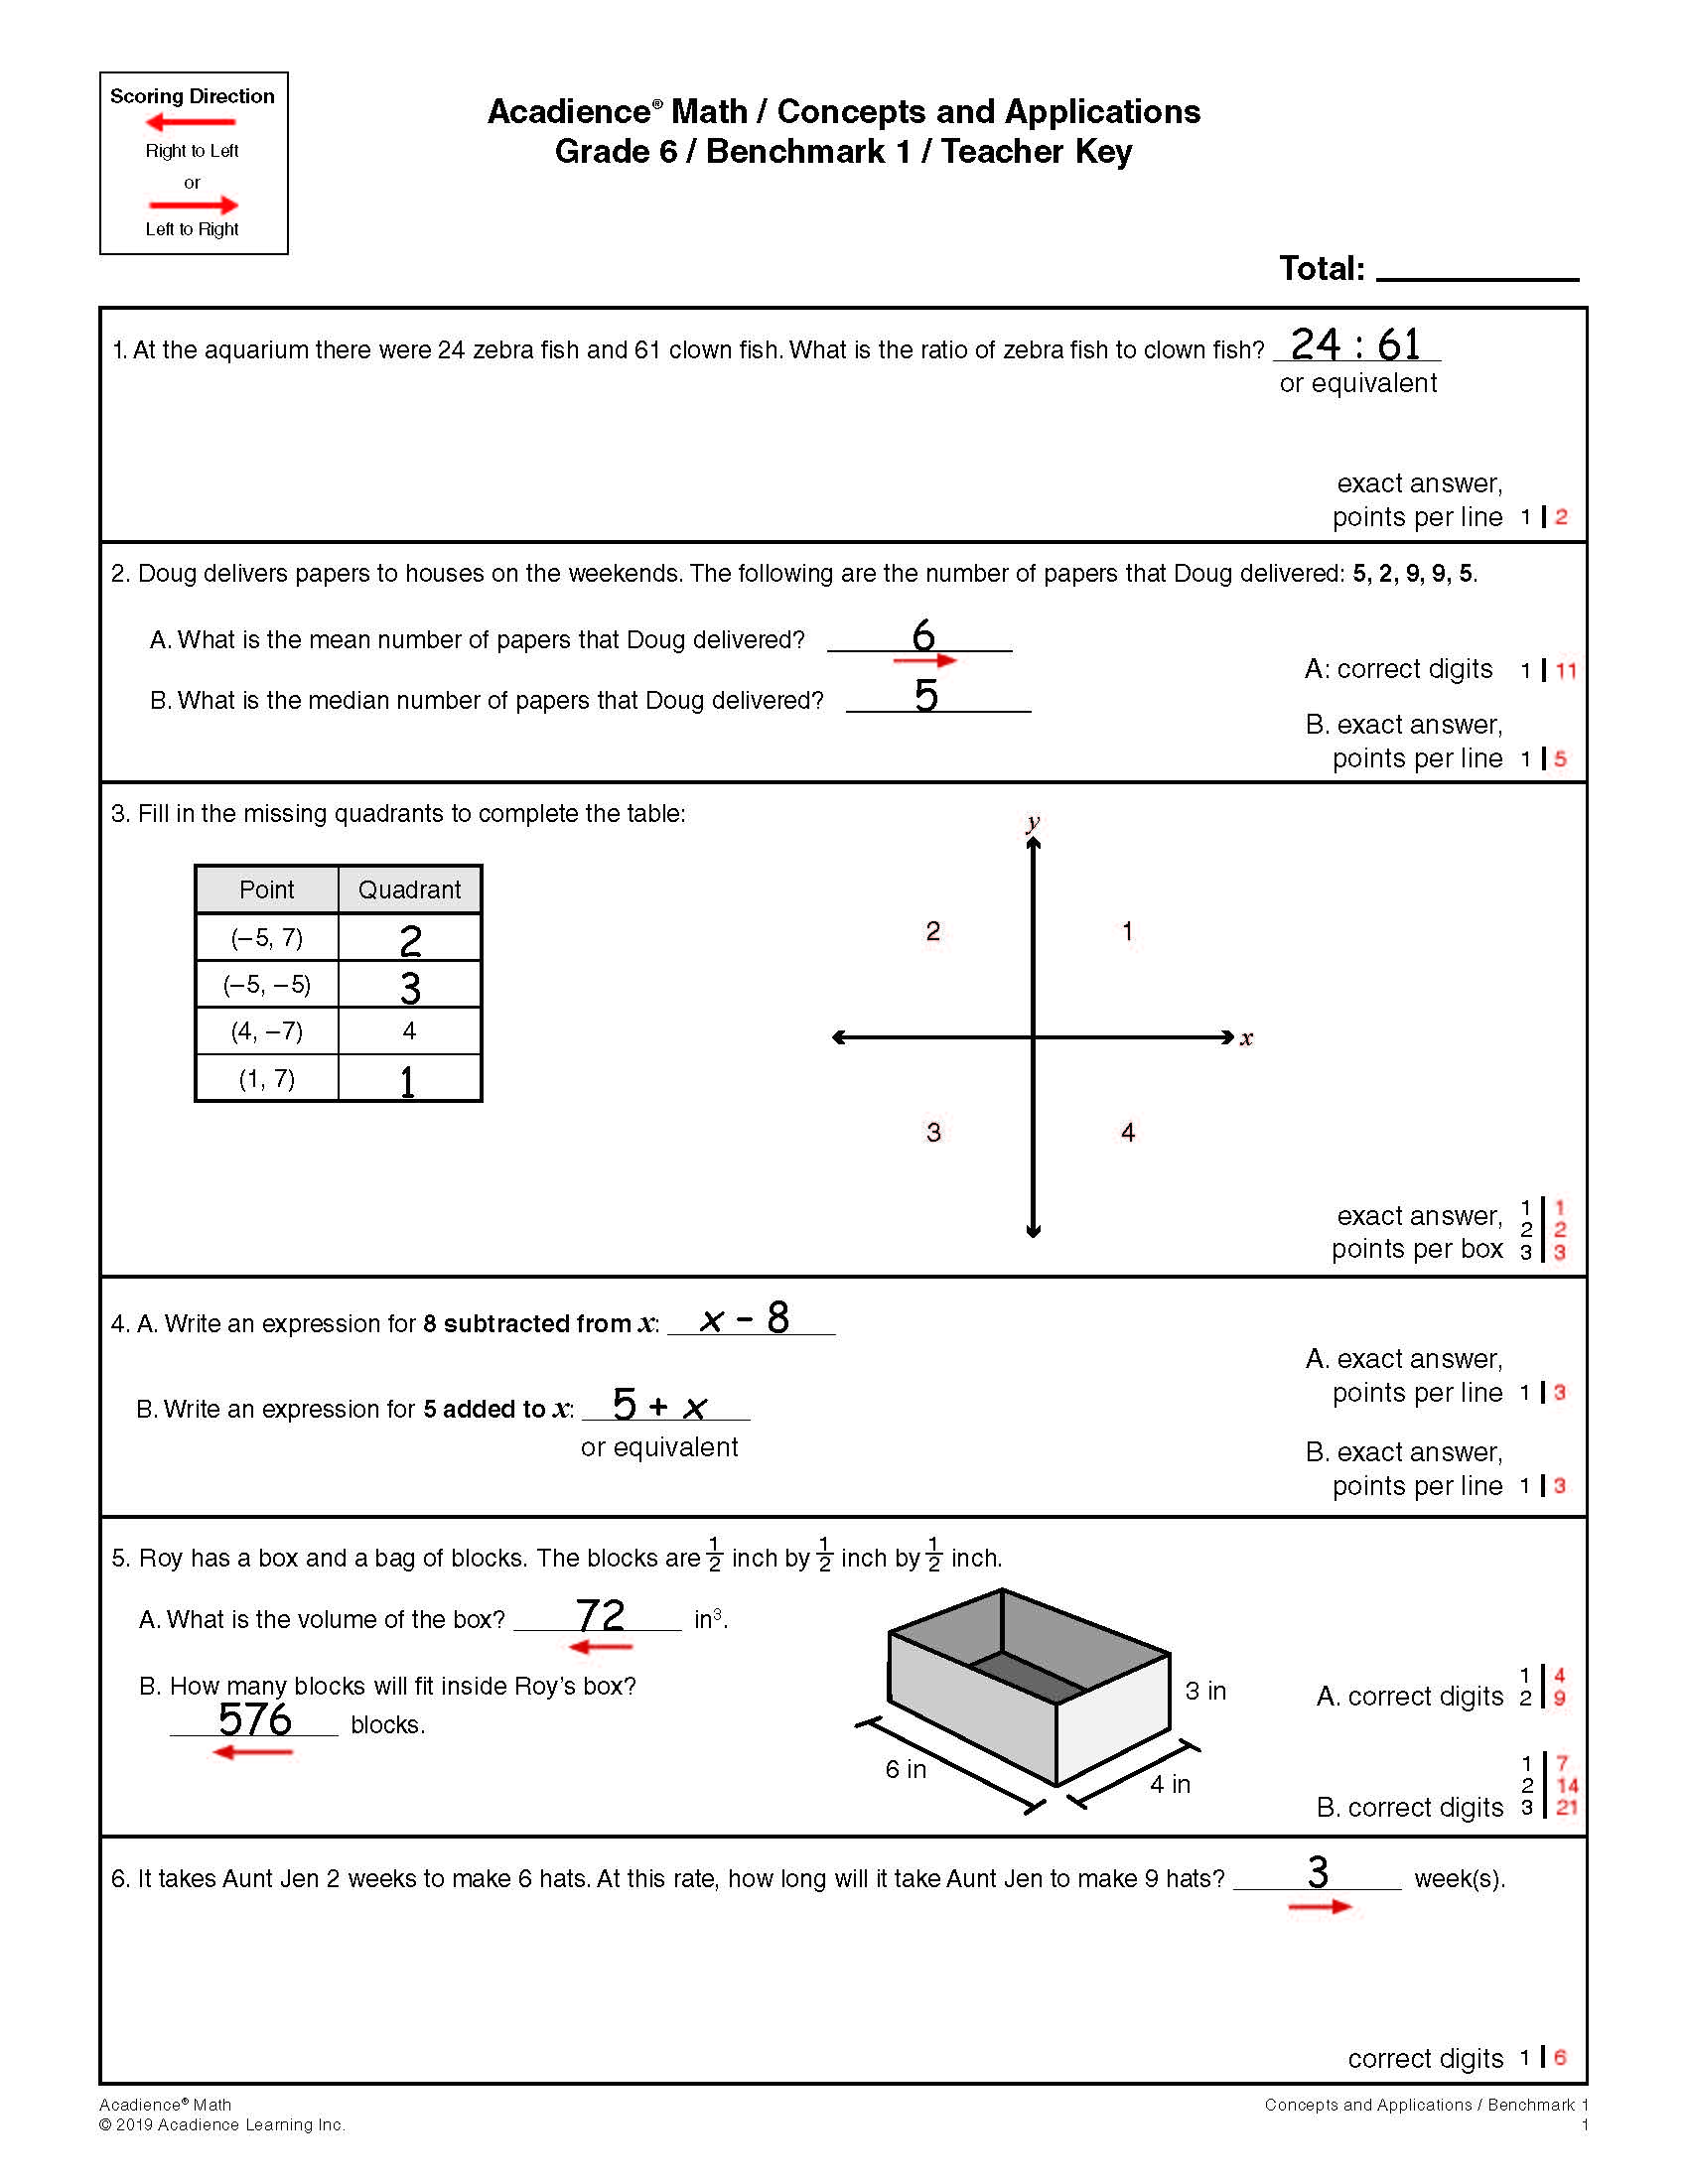 Scoring Direction
Right to Left
or
Left to Right
Acadience® Math / Concepts and Applications
Grade 6 / Benchmark 1 / Teacher Key
Total:
1. At the aquarium there were 24 zebra fish and 61 clown fish. What is the ratio of zebra fish to clown fish? 24 : 61
or equivalent
exact answer,
points per line 1 | 2
2. Doug delivers papers to houses on the weekends. The following are the number of papers that Doug delivered: 5, 2, 9, 9, 5.
A. What is the mean number of papers that Doug delivered? 6
A: correct digits 1 | 11
B. What is the median number of papers that Doug delivered? 5
B. exact answer,
points per line 1 | 5
3. Fill in the missing quadrants to complete the table:
Point Quadrant
(–5, 7) 2
(–5, –5) 3
(4, –7) 4
(1, 7) 1
y
2 1
x
3 4
exact answer,
points per box
1 | 1
2 | 2
3 | 3
4. A. Write an expression for 8 subtracted from x: x – 8
A. exact answer,
points per line 1 | 3
B. Write an expression for 5 added to x: 5 + x
or equivalent
B. exact answer,
points per line 1 | 3
5. Roy has a box and a bag of blocks. The blocks are 1/2 inch by 1/2 inch by 1/2 inch.
A. What is the volume of the box? 72 in³.
B. How many blocks will fit inside Roy's box?
576 blocks.
3 in
6 in
4 in
1 | 4
A. correct digits 2 | 9
1 | 7
2 | 14
B. correct digits 3 | 21
6. It takes Aunt Jen 2 weeks to make 6 hats. At this rate, how long will it take Aunt Jen to make 9 hats? 3 week(s).
correct digits 1 | 6
Acadience® Math
© 2019 Acadience Learning Inc.
Concepts and Applications / Benchmark 1
1